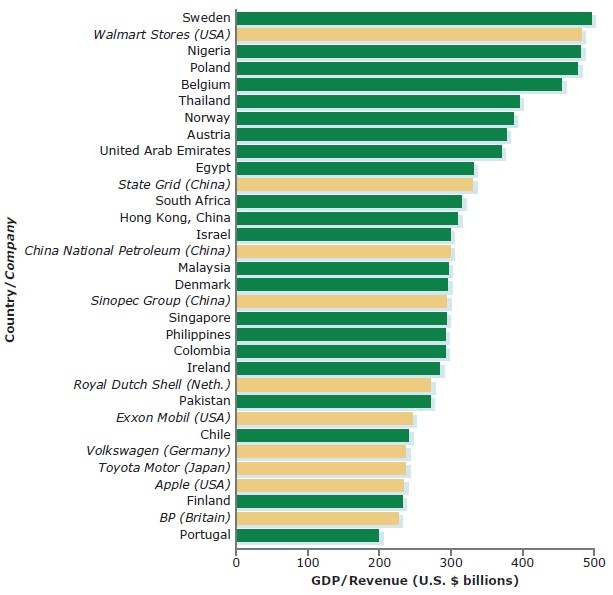 Sweden
Walmart Stores (USA)
Nigeria
Poland
Belgium
Thailand
Norway
Austria
United Arab Emirates
Egypt
State Grid (China)
South Africa
Hong Kong, China
Israel
China National Petroleum (China)
Malaysia
Denmark
Sinopec Group (China)
Singapore
Philippines
Colombia
Ireland
Royal Dutch Shell (Neth.)
Pakistan
Exxon Mobil (USA)
Chile
Volkswagen (Germany)
Toyota Motor (Japan)
Apple (USA)
Finland
BP (Britain)
Portugal
Country/Company
0 100 200 300 400 500
GDP/Revenue (U.S. $ billions)